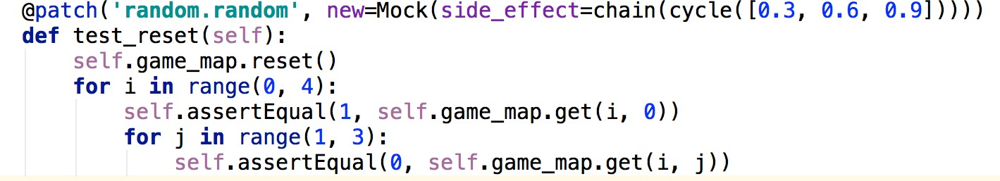 @patch('random.random', new=Mock(side_effect=chain(cycle([0.3, 0.6, 0.9]))))
def test_reset(self):
    self.game_map.reset()
    for i in range(0, 4):
        self.assertEqual(1, self.game_map.get(i, 0))
        for j in range(1, 3):
            self.assertEqual(0, self.game_map.get(i, j))